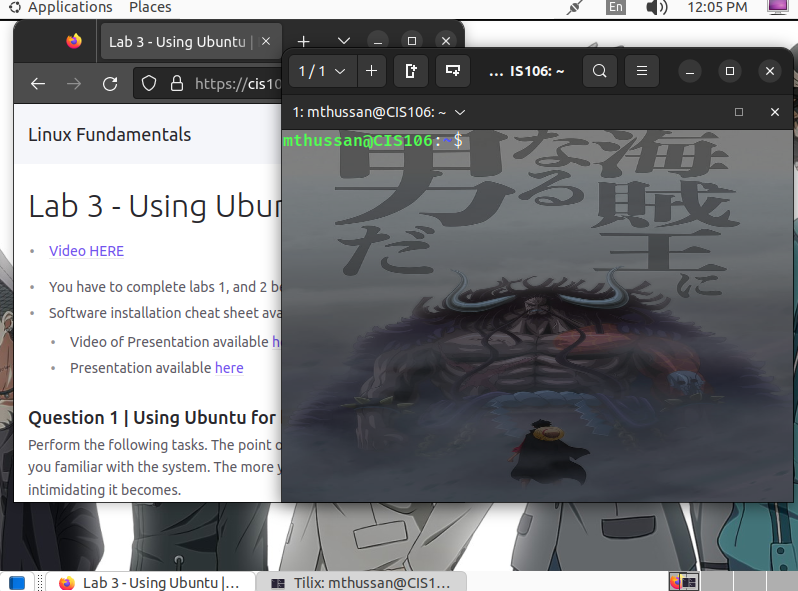 Applications Places En 12:05 PM
Lab 3 - Using Ubuntu |
https://cis10
1 / 1
... IS106: ~
1: mthussan@CIS106: ~
mthussan@CIS106:~$
海賊王に
男
なる
だ
Linux Fundamentals
Lab 3 - Using Ubun
Video HERE
You have to complete labs 1, and 2 be
Software installation cheat sheet ava
Video of Presentation available he
Presentation available here
Question 1 | Using Ubuntu for
Perform the following tasks. The point o
you familiar with the system. The more y
intimidating it becomes.
Lab 3 - Using Ubuntu |...
Tilix: mthussan@CIS1...